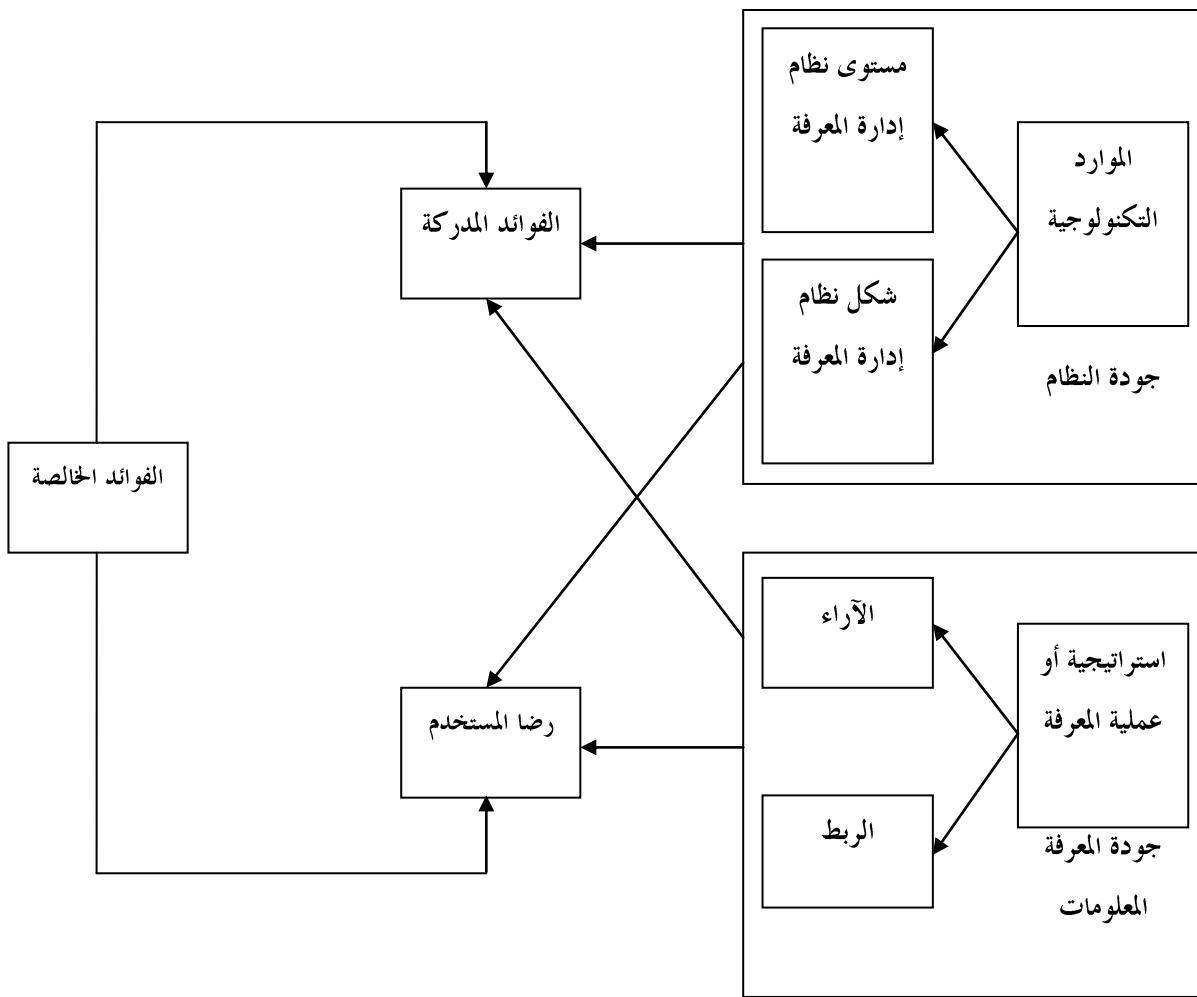 مستوى نظام
إدارة المعرفة
الموارد
التكنولوجية
شكل نظام
إدارة المعرفة
جودة النظام
الفوائد المدركة
الفوائد الخالصة
الآراء
استراتيجية أو
عملية المعرفة
الربط
جودة المعرفة
المعلومات
رضا المستخدم